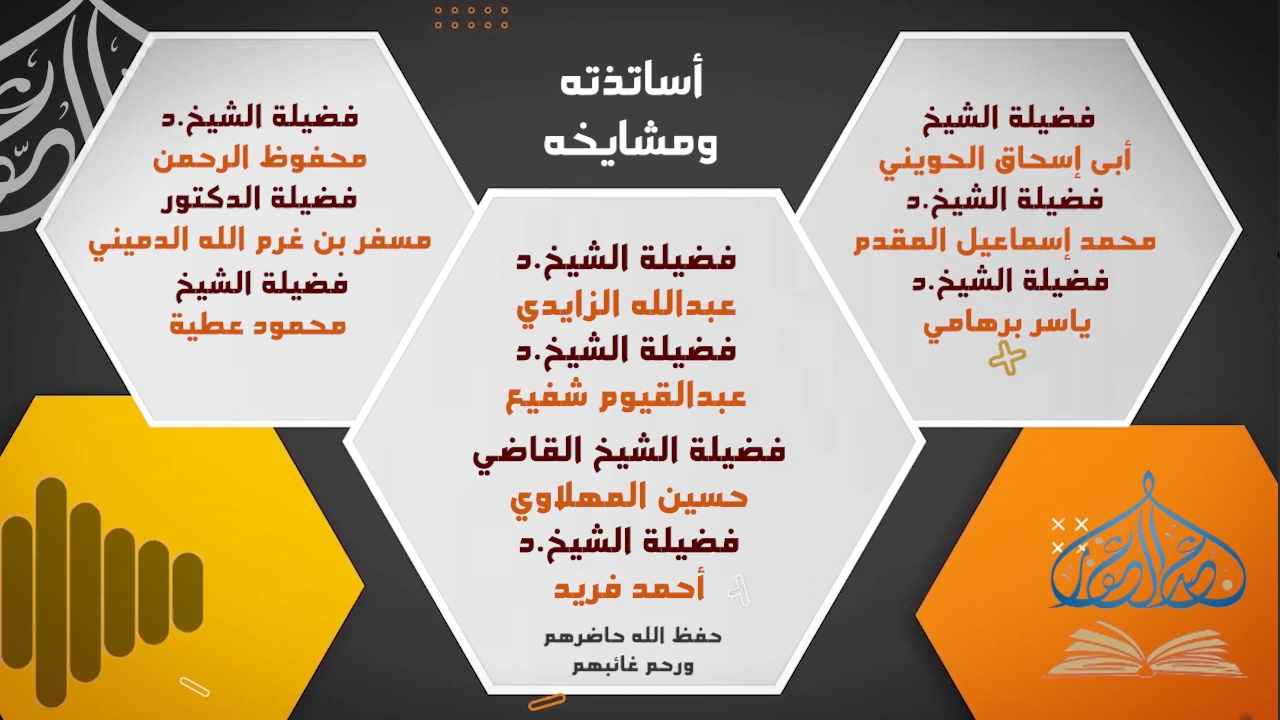 أساتذته
ومشايخه
فضيلة الشيخ
أبى إسحاق الحويني
فضيلة الشيخ.د
محمد إسماعيل المقدم
فضيلة الشيخ.د
ياسر برهامي
فضيلة الشيخ.د
عبدالله الزايدي
فضيلة الشيخ.د
عبدالقيوم شفيع
فضيلة الشيخ القاضي
حسين المهلاوي
فضيلة الشيخ.د
أحمد فريد
حفظ الله حاضرهم
ورحم غائبهم
فضيلة الشيخ.د
محفوظ الرحمن
فضيلة الدكتور
مسفر بن غرم الله الدميني
فضيلة الشيخ
محمود عطية